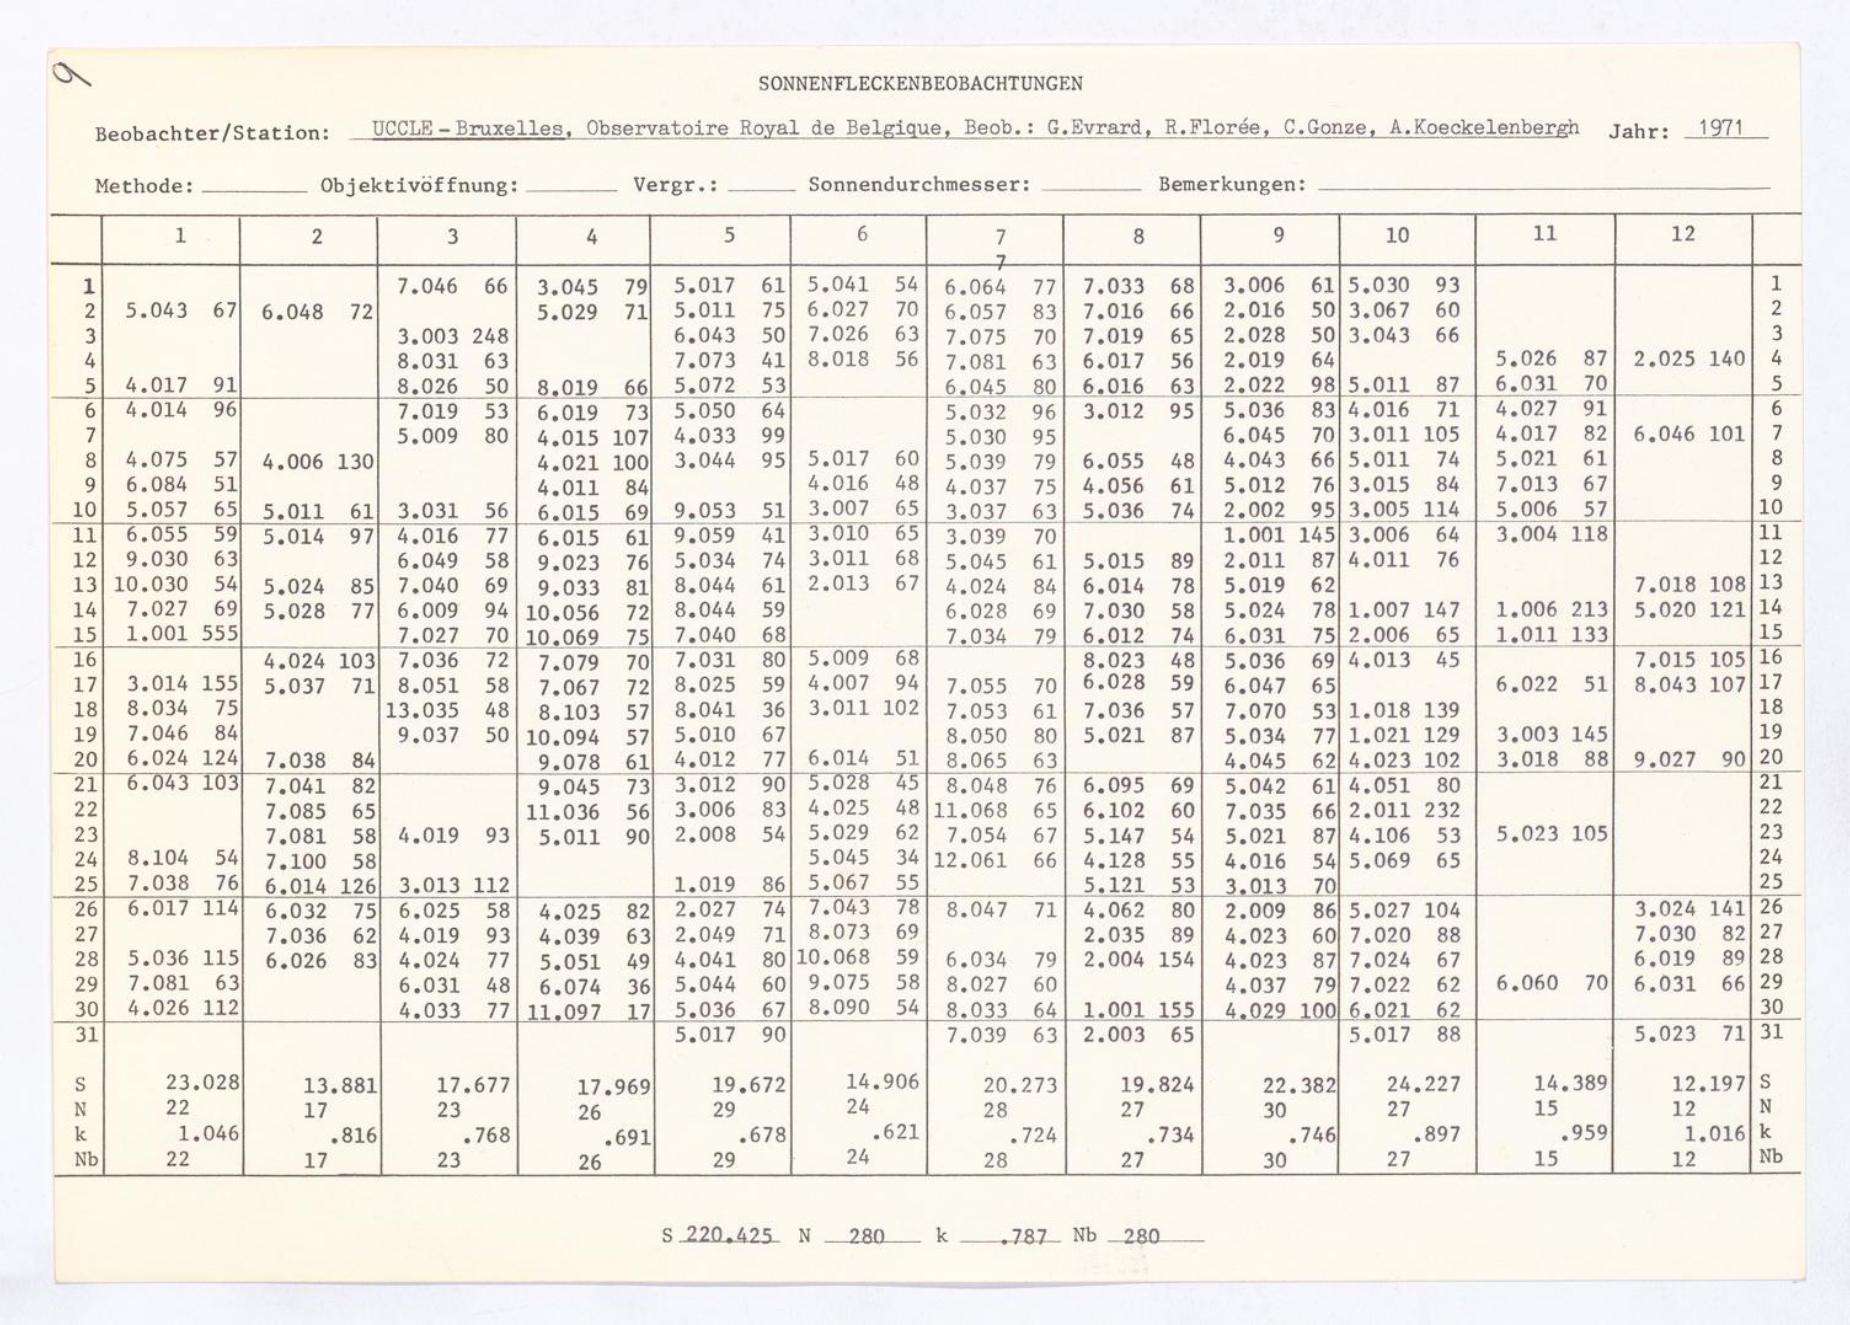 9
SONNENFLECKENBEOBACHTUNGEN
Beobachter/Station: UCCLE-Bruxelles, Observatoire Royal de Belgique, Beob.: G.Evrard, R.Florée, C.Gonze, A.Koeckelenbergh Jahr: 1971
Methode: Objektivöffnung: Vergr.: Sonnendurchmesser: Bemerkungen:
1 2 3 4 5 6 7 8 9 10 11 12
7
1 7.046 66 3.045 79 5.017 61 5.041 54 6.064 77 7.033 68 3.006 61 5.030 93 1
2 5.043 67 6.048 72 5.029 71 5.011 75 6.027 70 6.057 83 7.016 66 2.016 50 3.067 60 2
3 3.003 248 6.043 50 7.026 63 7.075 70 7.019 65 2.028 50 3.043 66 3
4 8.031 63 7.073 41 8.018 56 7.081 63 6.017 56 2.019 64 5.026 87 2.025 140 4
5 4.017 91 8.026 50 8.019 66 5.072 53 6.045 80 6.016 63 2.022 98 5.011 87 6.031 70 5
6 4.014 96 7.019 53 6.019 73 5.050 64 5.032 96 3.012 95 5.036 83 4.016 71 4.027 91 6
7 5.009 80 4.015 107 4.033 99 5.030 95 6.045 70 3.011 105 4.017 82 6.046 101 7
8 4.075 57 4.006 130 4.021 100 3.044 95 5.017 60 5.039 79 6.055 48 4.043 66 5.011 74 5.021 61 8
9 6.084 51 4.011 84 4.016 48 4.037 75 4.056 61 5.012 76 3.015 84 7.013 67 9
10 5.057 65 5.011 61 3.031 56 6.015 69 9.053 51 3.007 65 3.037 63 5.036 74 2.002 95 3.005 114 5.006 57 10
11 6.055 59 5.014 97 4.016 77 6.015 61 9.059 41 3.010 65 3.039 70 1.001 145 3.006 64 3.004 118 11
12 9.030 63 6.049 58 9.023 76 5.034 74 3.011 68 5.045 61 5.015 89 2.011 87 4.011 76 12
13 10.030 54 5.024 85 7.040 69 9.033 81 8.044 61 2.013 67 4.024 84 6.014 78 5.019 62 7.018 108 13
14 7.027 69 5.028 77 6.009 94 10.056 72 8.044 59 6.028 69 7.030 58 5.024 78 1.007 147 1.006 213 5.020 121 14
15 1.001 555 7.027 70 10.069 75 7.040 68 7.034 79 6.012 74 6.031 75 2.006 65 1.011 133 15
16 4.024 103 7.036 72 7.079 70 7.031 80 5.009 68 8.023 48 5.036 69 4.013 45 7.015 105 16
17 3.014 155 5.037 71 8.051 58 7.067 72 8.025 59 4.007 94 7.055 70 6.028 59 6.047 65 6.022 51 8.043 107 17
18 8.034 75 13.035 48 8.103 57 8.041 36 3.011 102 7.053 61 7.036 57 7.070 53 1.018 139 18
19 7.046 84 9.037 50 10.094 57 5.010 67 8.050 80 5.021 87 5.034 77 1.021 129 3.003 145 19
20 6.024 124 7.038 84 9.078 61 4.012 77 6.014 51 8.065 63 4.045 62 4.023 102 3.018 88 9.027 90 20
21 6.043 103 7.041 82 9.045 73 3.012 90 5.028 45 8.048 76 6.095 69 5.042 61 4.051 80 21
22 7.085 65 11.036 56 3.006 83 4.025 48 11.068 65 6.102 60 7.035 66 2.011 232 22
23 7.081 58 4.019 93 5.011 90 2.008 54 5.029 62 7.054 67 5.147 54 5.021 87 4.106 53 5.023 105 23
24 8.104 54 7.100 58 5.045 34 12.061 66 4.128 55 4.016 54 5.069 65 24
25 7.038 76 6.014 126 3.013 112 1.019 86 5.067 55 5.121 53 3.013 70 25
26 6.017 114 6.032 75 6.025 58 4.025 82 2.027 74 7.043 78 8.047 71 4.062 80 2.009 86 5.027 104 3.024 141 26
27 7.036 62 4.019 93 4.039 63 2.049 71 8.073 69 2.035 89 4.023 60 7.020 88 7.030 82 27
28 5.036 115 6.026 83 4.024 77 5.051 49 4.041 80 10.068 59 6.034 79 2.004 154 4.023 87 7.024 67 6.019 89 28
29 7.081 63 6.031 48 6.074 36 5.044 60 9.075 58 8.027 60 4.037 79 7.022 62 6.060 70 6.031 66 29
30 4.026 112 4.033 77 11.097 17 5.036 67 8.090 54 8.033 64 1.001 155 4.029 100 6.021 62 30
31 5.017 90 7.039 63 2.003 65 5.017 88 5.023 71 31
S 23.028 13.881 17.677 17.969 19.672 14.906 20.273 19.824 22.382 24.227 14.389 12.197 S
N 22 17 23 26 29 24 28 27 30 27 15 12 N
k 1.046 .816 .768 .691 .678 .621 .724 .734 .746 .897 .959 1.016 k
Nb 22 17 23 26 29 24 28 27 30 27 15 12 Nb
S 220.425 N 280 k .787 Nb 280